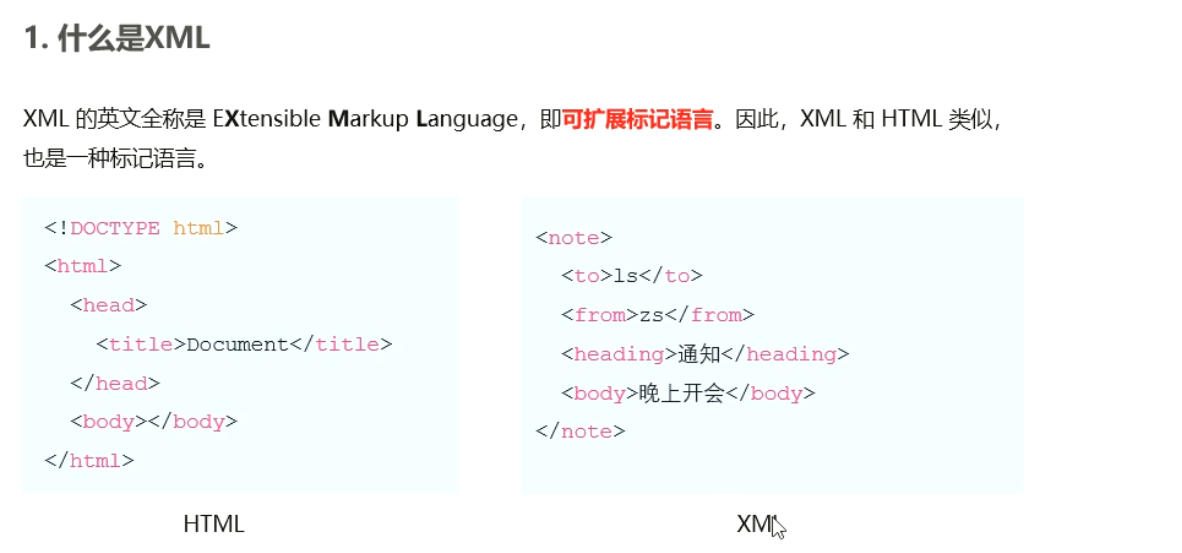 1. 什么是XML
XML 的英文全称是 EXtensible Markup Language，即可扩展标记语言。因此，XML 和 HTML 类似，
也是一种标记语言。
<!DOCTYPE html>
<html>
<head>
<title>Document</title>
</head>
<body></body>
</html>
HTML
<note>
<to>ls</to>
<from>zs</from>
<heading>通知</heading>
<body>晚上开会</body>
</note>
XML